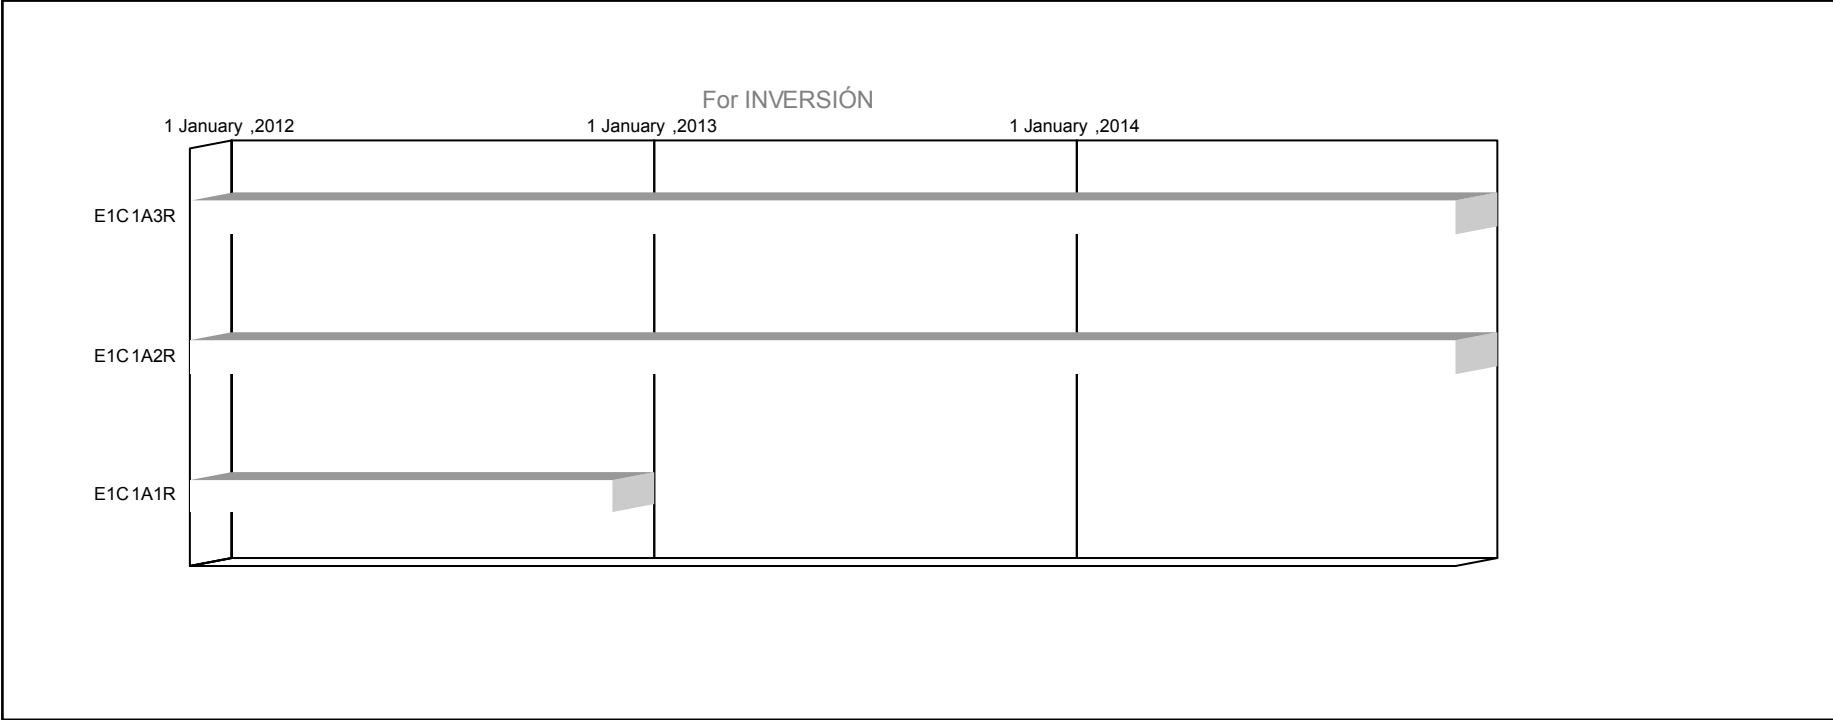 For INVERSIÓN
1 January ,2012
1 January ,2013
1 January ,2014
E1C1A3R
E1C1A2R
E1C1A1R